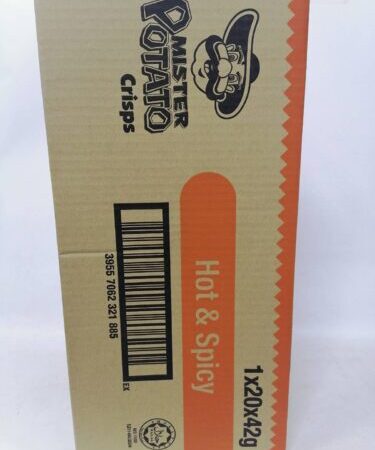 MISTER
POTATO
Crisps
Hot & Spicy
1x20x42g
3955 7062 321 885
EX